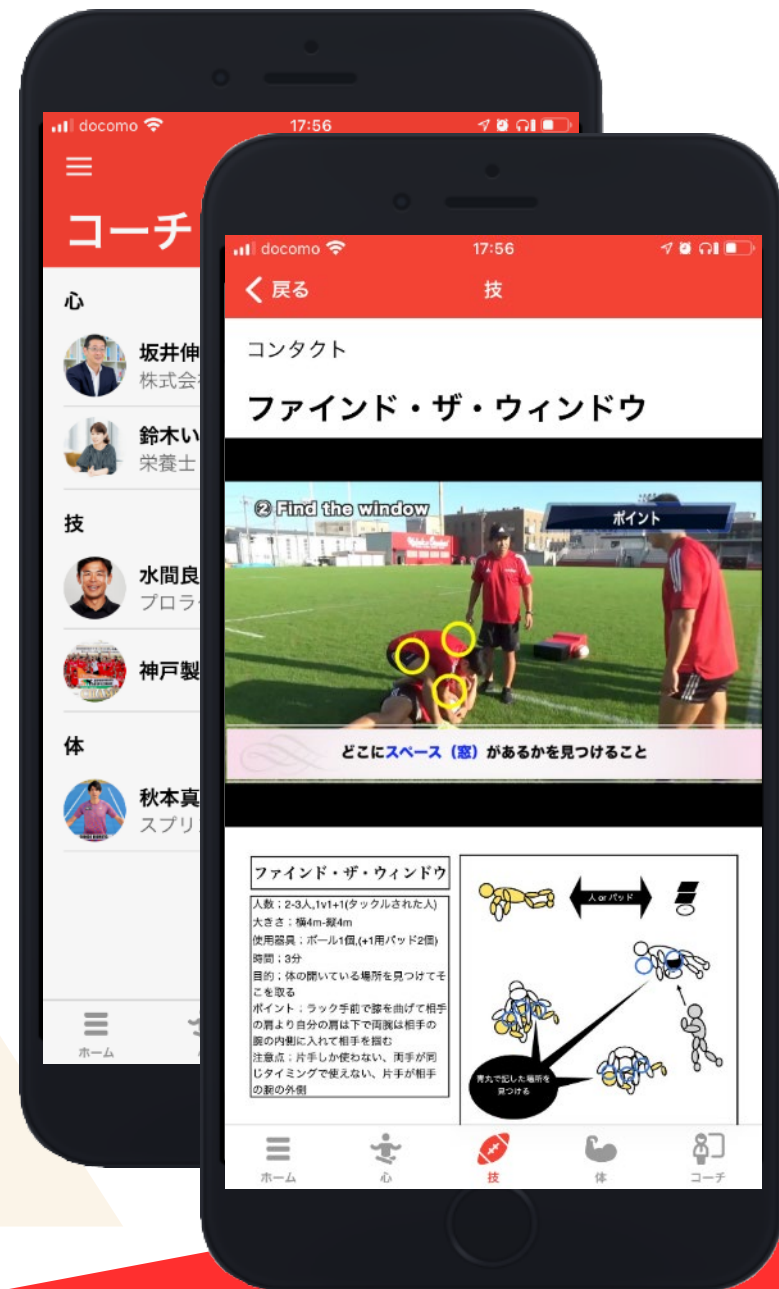 docomo
17:56
コーチ
心
坂井伸
株式会
鈴木い
栄養士
技
水間良
プロラ
神戸製
体
秋本真
スプリ
ホーム
docomo
17:56
戻る
技
コンタクト
ファインド・ザ・ウィンドウ
② Find the window
ポイント
どこにスペース（窓）があるかを見つけること
ファインド・ザ・ウィンドウ
人数；2-3人,1v1+1(タックルされた人)
大きさ；横4m-縦4m
使用器具；ボール1個,(+1用パッド2個)
時間；3分
目的；体の開いている場所を見つけてそ
こを取る
ポイント；ラック手前で膝を曲げて相手
の肩より自分の肩は下で両腕は相手の
腕の内側に入れて相手を掴む
注意点；片手しか使わない、両手が同
じタイミングで使えない、片手が相手
の腕の外側
人 or パッド
青丸で記した場所を
見つける
ホーム
心
技
体
コーチ